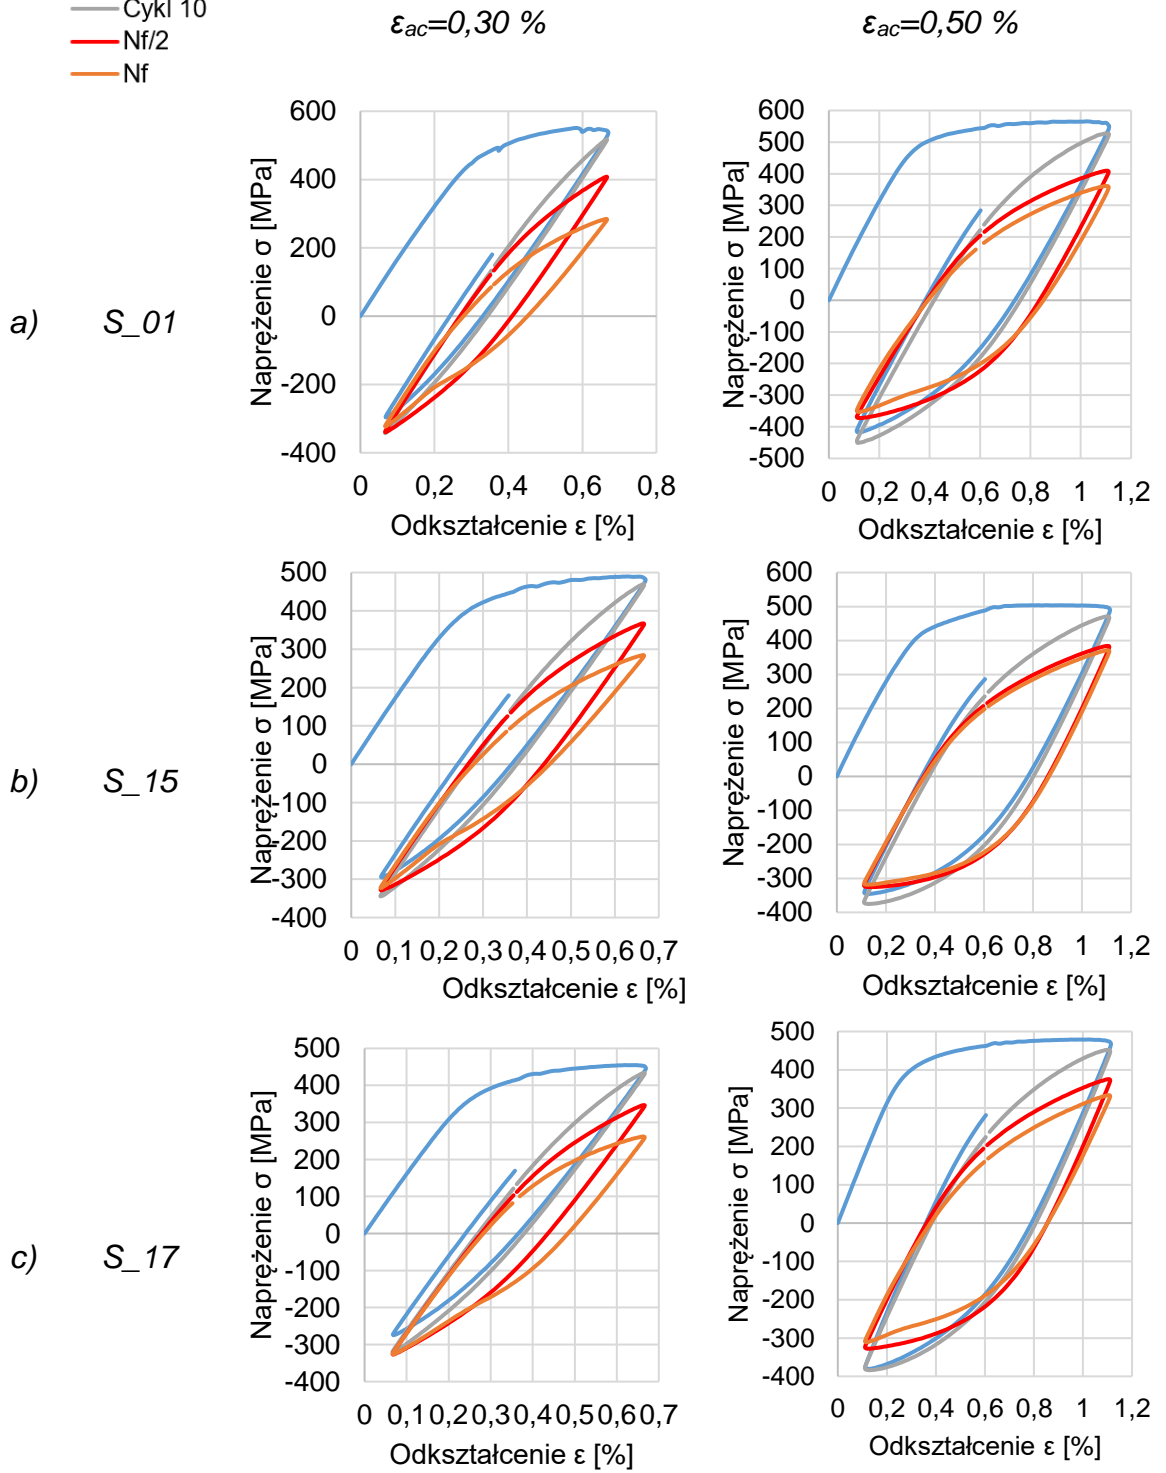 Cykl 10
Nf/2
Nf
εac=0,30 %
εac=0,50 %
a) S_01
Naprężenie σ [MPa]
600
400
200
0
-200
-400
0 0,2 0,4 0,6 0,8
Odkształcenie ε [%]
Naprężenie σ [MPa]
600
500
400
300
200
100
0
-100
-200
-300
-400
-500
0 0,2 0,4 0,6 0,8 1 1,2
Odkształcenie ε [%]
b) S_15
Naprężenie σ [MPa]
500
400
300
200
100
0
-100
-200
-300
-400
0 0,1 0,2 0,3 0,4 0,5 0,6 0,7
Odkształcenie ε [%]
Naprężenie σ [MPa]
600
500
400
300
200
100
0
-100
-200
-300
-400
0 0,2 0,4 0,6 0,8 1 1,2
Odkształcenie ε [%]
c) S_17
Naprężenie σ [MPa]
500
400
300
200
100
0
-100
-200
-300
-400
0 0,1 0,2 0,3 0,4 0,5 0,6 0,7
Odkształcenie ε [%]
Naprężenie σ [MPa]
500
400
300
200
100
0
-100
-200
-300
-400
0 0,2 0,4 0,6 0,8 1 1,2
Odkształcenie ε [%]